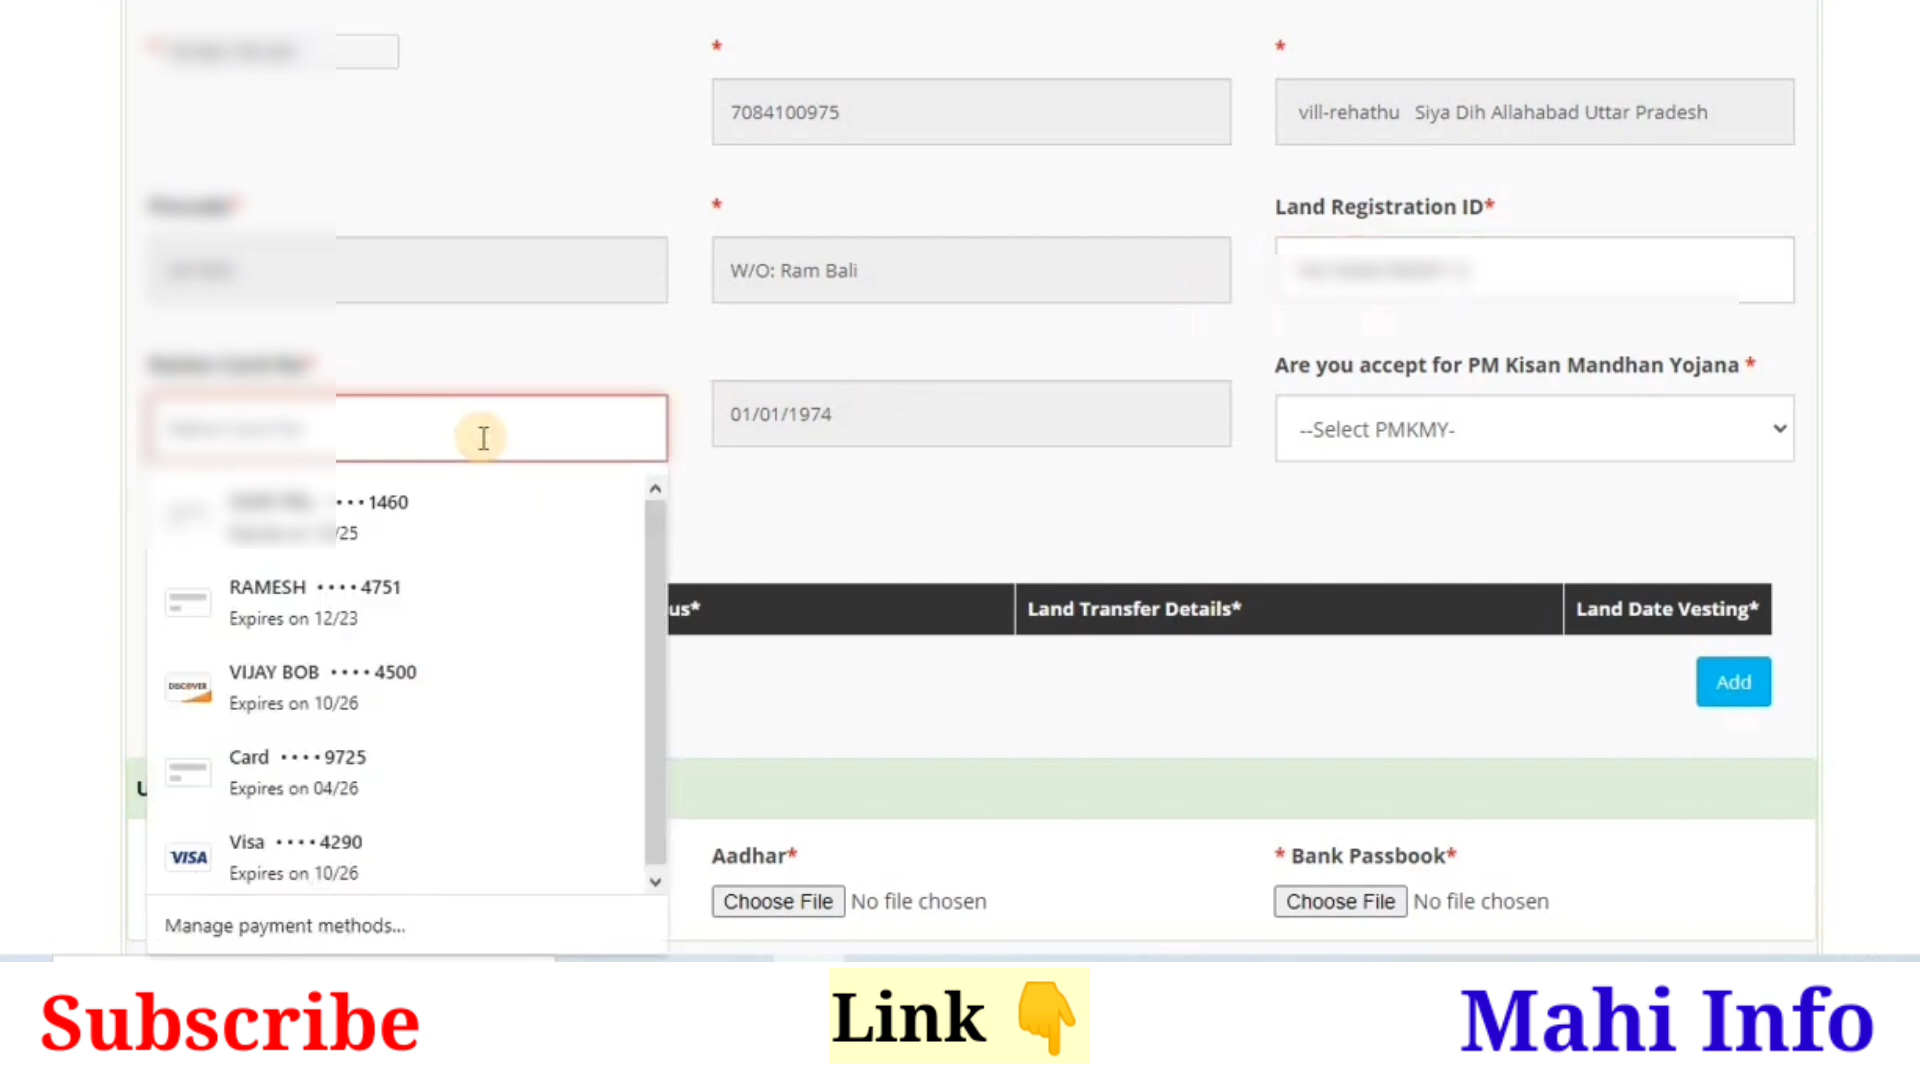 *
*
7084100975
vill-rehathu Siya Dih Allahabad Uttar Pradesh
*
Land Registration ID*
W/O: Ram Bali
Are you accept for PM Kisan Mandhan Yojana *
01/01/1974
--Select PMKMY-
••••1460
/25
RAMESH ••••4751
Expires on 12/23
us*
Land Transfer Details*
Land Date Vesting*
VIJAY BOB ••••4500
DISCOVER
Expires on 10/26
Add
Card ••••9725
Expires on 04/26
Visa ••••4290
VISA
Expires on 10/26
Aadhar*
* Bank Passbook*
Choose File No file chosen
Choose File No file chosen
Manage payment methods...
Subscribe
Link 👇
Mahi Info